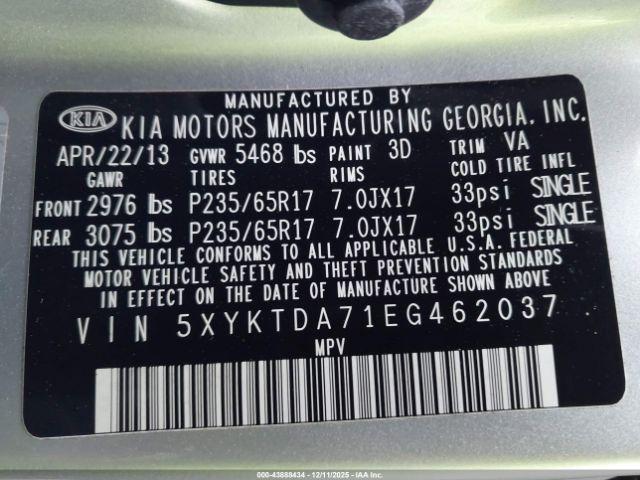 MANUFACTURED BY
KIA KIA MOTORS MANUFACTURING GEORGIA, INC.
APR/22/13 GVWR 5468 lbs PAINT 3D TRIM VA
GAWR TIRES RIMS COLD TIRE INFL
FRONT 2976 lbs P235/65R17 7.0JX17 33psi SINGLE
REAR 3075 lbs P235/65R17 7.0JX17 33psi SINGLE
THIS VEHICLE CONFORMS TO ALL APPLICABLE U.S.A. FEDERAL
MOTOR VEHICLE SAFETY AND THEFT PREVENTION STANDARDS
IN EFFECT ON THE DATE OF MANUFACTURE SHOWN ABOVE
VIN 5XYKTDA71EG462037
MPV
000-43888434 - 12/11/2025 - IAA Inc.